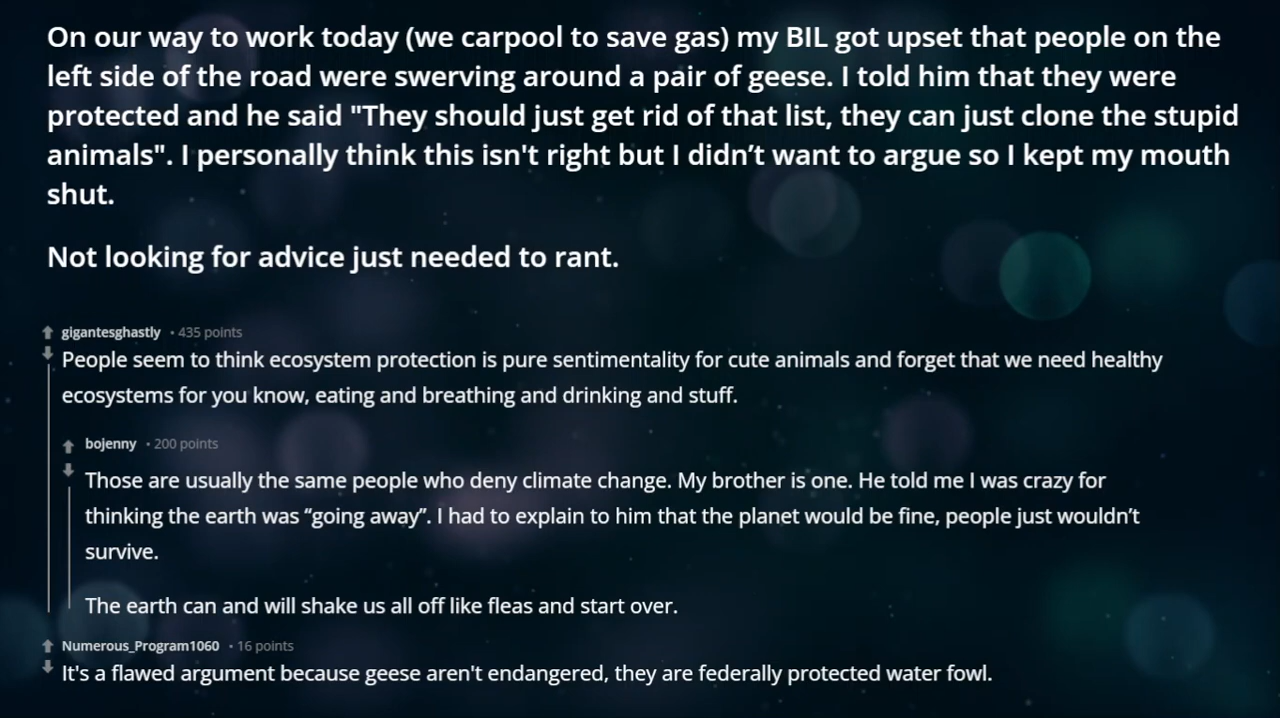 On our way to work today (we carpool to save gas) my BIL got upset that people on the
left side of the road were swerving around a pair of geese. I told him that they were
protected and he said "They should just get rid of that list, they can just clone the stupid
animals". I personally think this isn't right but I didn’t want to argue so I kept my mouth
shut.
Not looking for advice just needed to rant.
gigantesghastly • 435 points
People seem to think ecosystem protection is pure sentimentality for cute animals and forget that we need healthy
ecosystems for you know, eating and breathing and drinking and stuff.
bojenny • 200 points
Those are usually the same people who deny climate change. My brother is one. He told me I was crazy for
thinking the earth was “going away”. I had to explain to him that the planet would be fine, people just wouldn’t
survive.
The earth can and will shake us all off like fleas and start over.
Numerous_Program1060 • 16 points
It's a flawed argument because geese aren't endangered, they are federally protected water fowl.